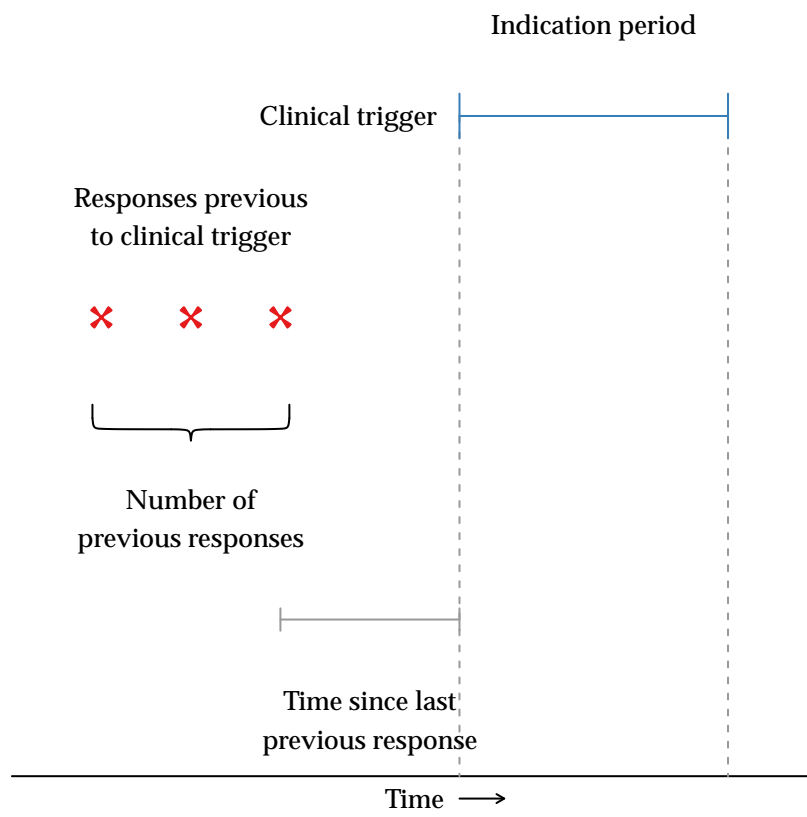 Indication period
Clinical trigger
Responses previous
to clinical trigger
Number of
previous responses
Time since last
previous response
Time